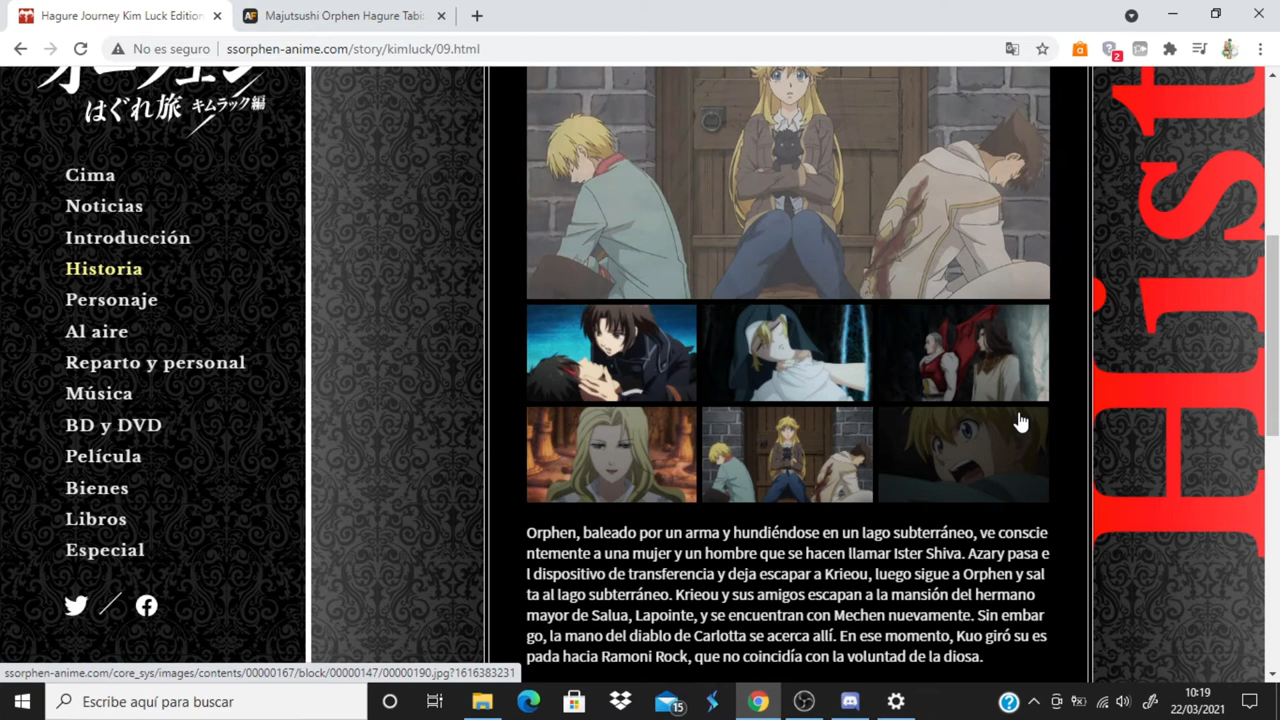 Hagure Journey Kim Luck Edition
Majutsushi Orphen Hagure Tabi:
No es seguro
ssorphen-anime.com/story/kimluck/09.html
2
オーフェン
はぐれ旅 キムラック編
Cima
Noticias
Introducción
Historia
Personaje
Al aire
Reparto y personal
Música
BD y DVD
Película
Bienes
Libros
Especial
Hist
Orphen, baleado por un arma y hundiéndose en un lago subterráneo, ve conscie
ntemente a una mujer y un hombre que se hacen llamar Ister Shiva. Azary pasa e
l dispositivo de transferencia y deja escapar a Krieou, luego sigue a Orphen y sal
ta al lago subterráneo. Krieou y sus amigos escapan a la mansión del hermano
mayor de Salua, Lapointe, y se encuentran con Mechen nuevamente. Sin embar
go, la mano del diablo de Carlotta se acerca allí. En ese momento, Kuo giró su es
pada hacia Ramoni Rock, que no coincidía con la voluntad de la diosa.
ssorphen-anime.com/core_sys/images/contents/00000167/block/00000147/00000190.jpg?1616383231
Escribe aquí para buscar
15
10:19
22/03/2021